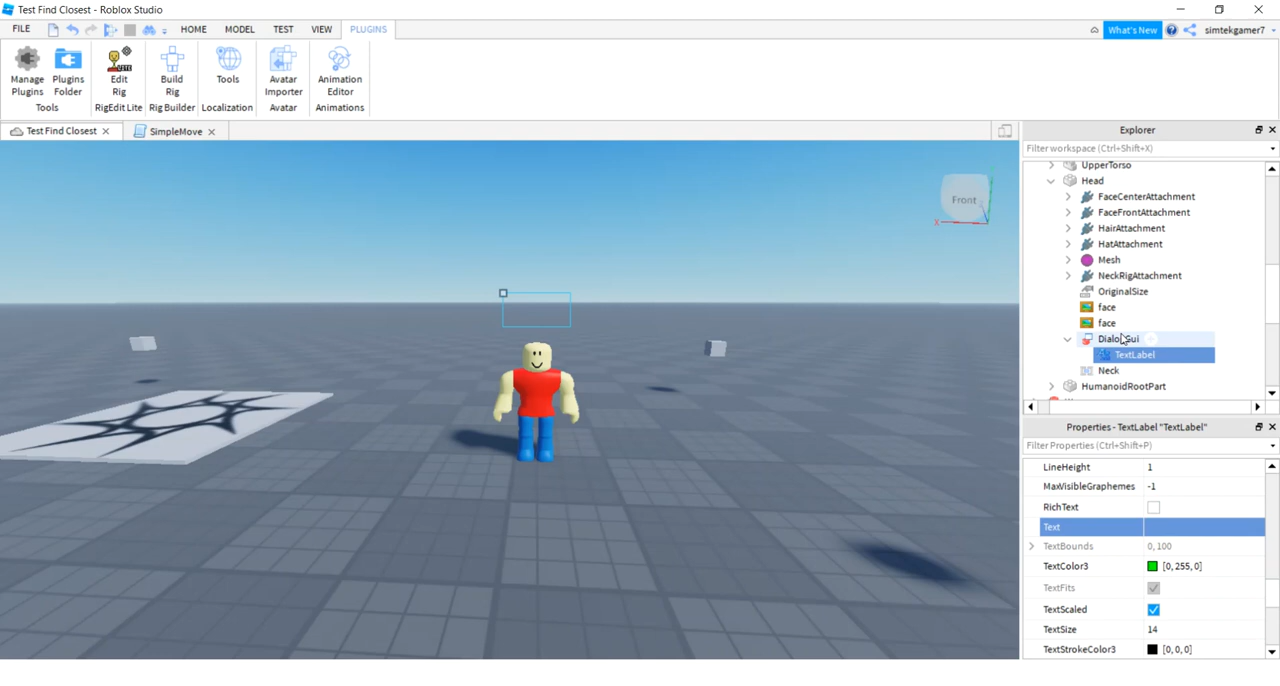 Test Find Closest - Roblox Studio
FILE HOME MODEL TEST VIEW PLUGINS What's New simtekgamer7
Manage Plugins Plugins Folder Edit Rig Build Rig Tools Avatar Importer Animation Editor
Tools RigEdit Lite Rig Builder Localization Avatar Animations
Test Find Closest SimpleMove
Front
X
Explorer
Filter workspace (Ctrl+Shift+X)
UpperTorso
Head
FaceCenterAttachment
FaceFrontAttachment
HairAttachment
HatAttachment
Mesh
NeckRigAttachment
OriginalSize
face
face
DialogGui
TextLabel
Neck
HumanoidRootPart
Properties - TextLabel "TextLabel"
Filter Properties (Ctrl+Shift+P)
LineHeight 1
MaxVisibleGraphemes -1
RichText
Text
TextBounds 0, 100
TextColor3 [0, 255, 0]
TextFits
TextScaled
TextSize 14
TextStrokeColor3 [0, 0, 0]